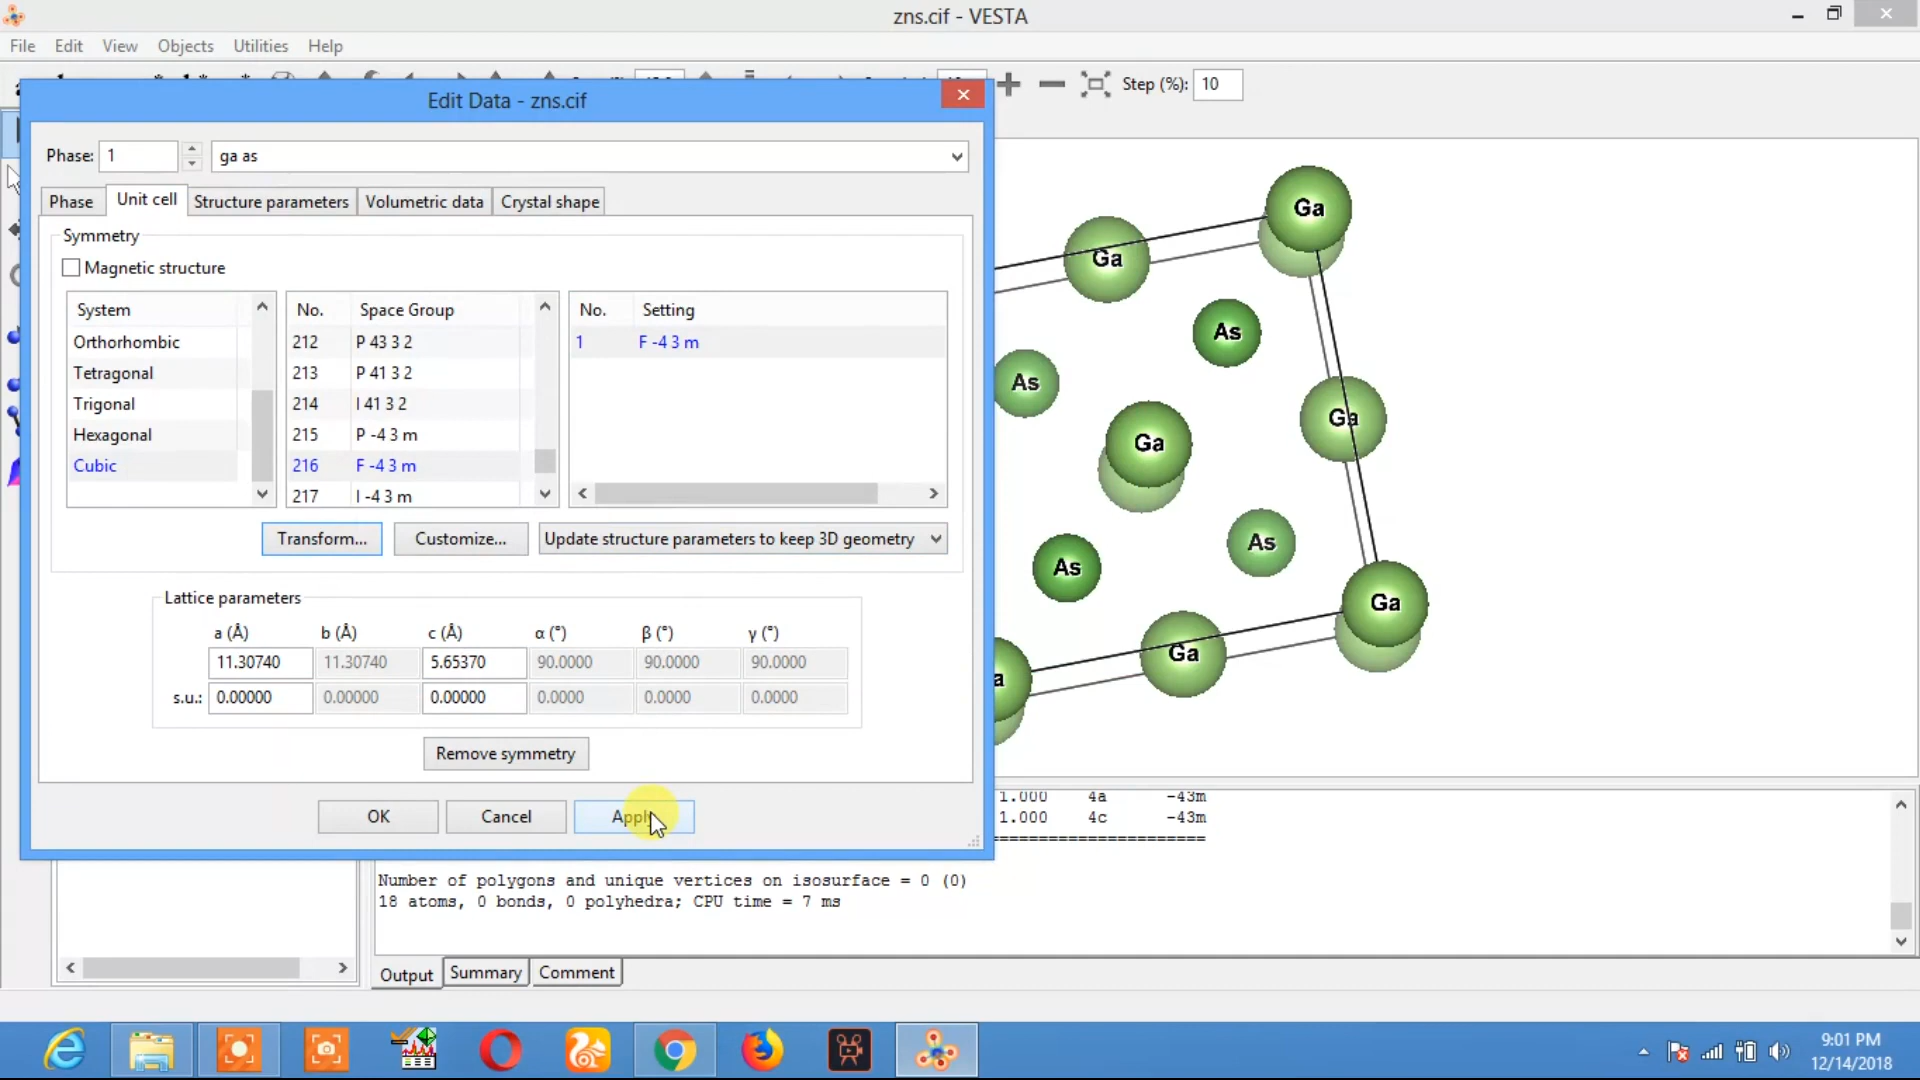 zns.cif - VESTA
File Edit View Objects Utilities Help
Step (%): 10
Edit Data - zns.cif
Phase: 1 ga as
Phase Unit cell Structure parameters Volumetric data Crystal shape
Symmetry
Magnetic structure
System
Orthorhombic
Tetragonal
Trigonal
Hexagonal
Cubic
No. Space Group
212 P 43 3 2
213 P 41 3 2
214 I 41 3 2
215 P -4 3 m
216 F -4 3 m
217 I -4 3 m
No. Setting
1 F -4 3 m
Transform... Customize... Update structure parameters to keep 3D geometry
Lattice parameters
a (Å) b (Å) c (Å) α (°) β (°) γ (°)
11.30740 11.30740 5.65370 90.0000 90.0000 90.0000
s.u.: 0.00000 0.00000 0.00000 0.0000 0.0000 0.0000
Remove symmetry
OK Cancel Apply
Ga
Ga
As
As
Ga
Ga
As
As
Ga
Ga
a
1.000 4a -43m
1.000 4c -43m
====================
Number of polygons and unique vertices on isosurface = 0 (0)
18 atoms, 0 bonds, 0 polyhedra; CPU time = 7 ms
Output Summary Comment
9:01 PM
12/14/2018